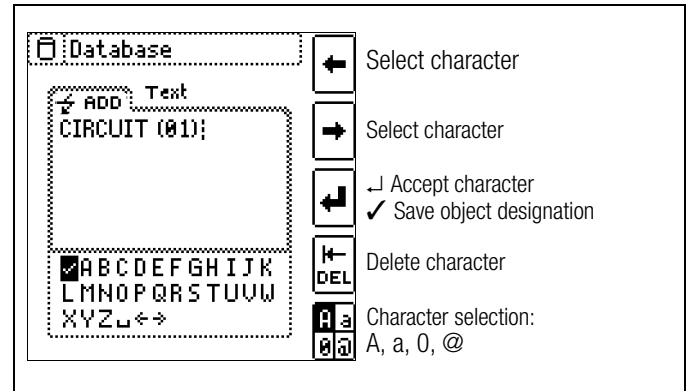 Database
Text
ADD
CIRCUIT (01)
ABCDEFGHIJK
LMNOPQRSTUVW
XYZ␣←→
← Select character
→ Select character
↵ ↵ Accept character
✓ Save object designation
DEL Delete character
A a Character selection:
0 @ A, a, 0, @